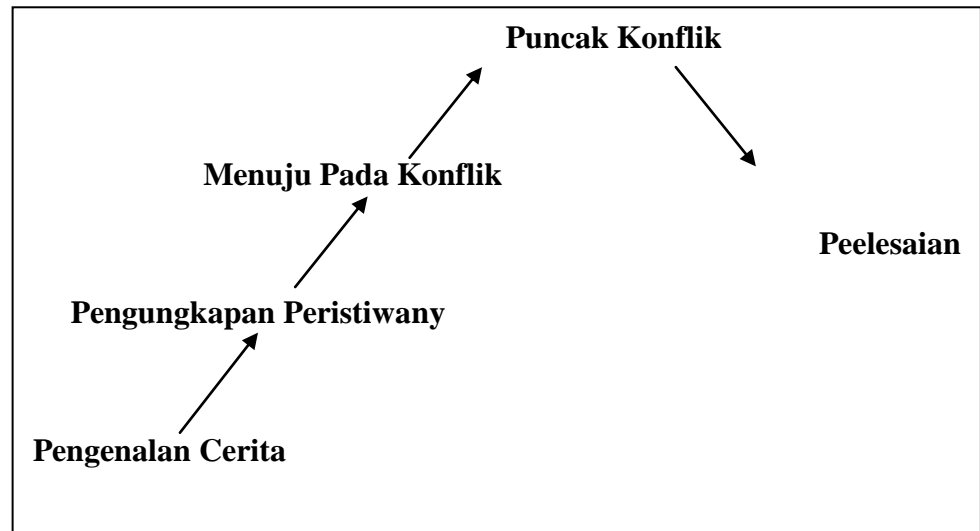 Puncak Konflik
Menuju Pada Konflik
Peelesaian
Pengungkapan Peristiwany
Pengenalan Cerita